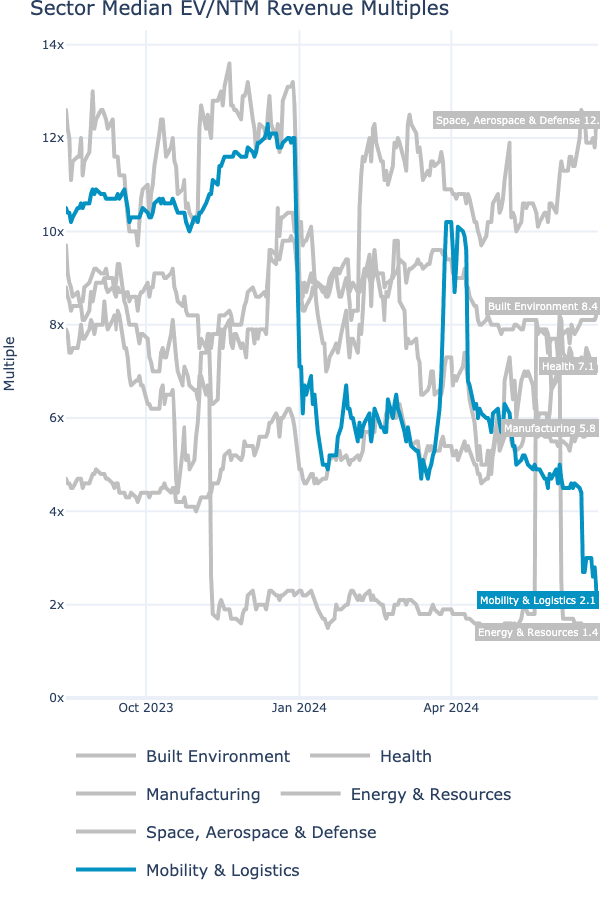 Sector Median EV/NTM Revenue Multiples
14x
Space, Aerospace & Defense 12.
12x
10x
Built Environment 8.4
8x
Health 7.1
Multiple
6x
Manufacturing 5.8
4x
2x
Mobility & Logistics 2.1
Energy & Resources 1.4
0x
Oct 2023 Jan 2024 Apr 2024
Built Environment Health
Manufacturing Energy & Resources
Space, Aerospace & Defense
Mobility & Logistics